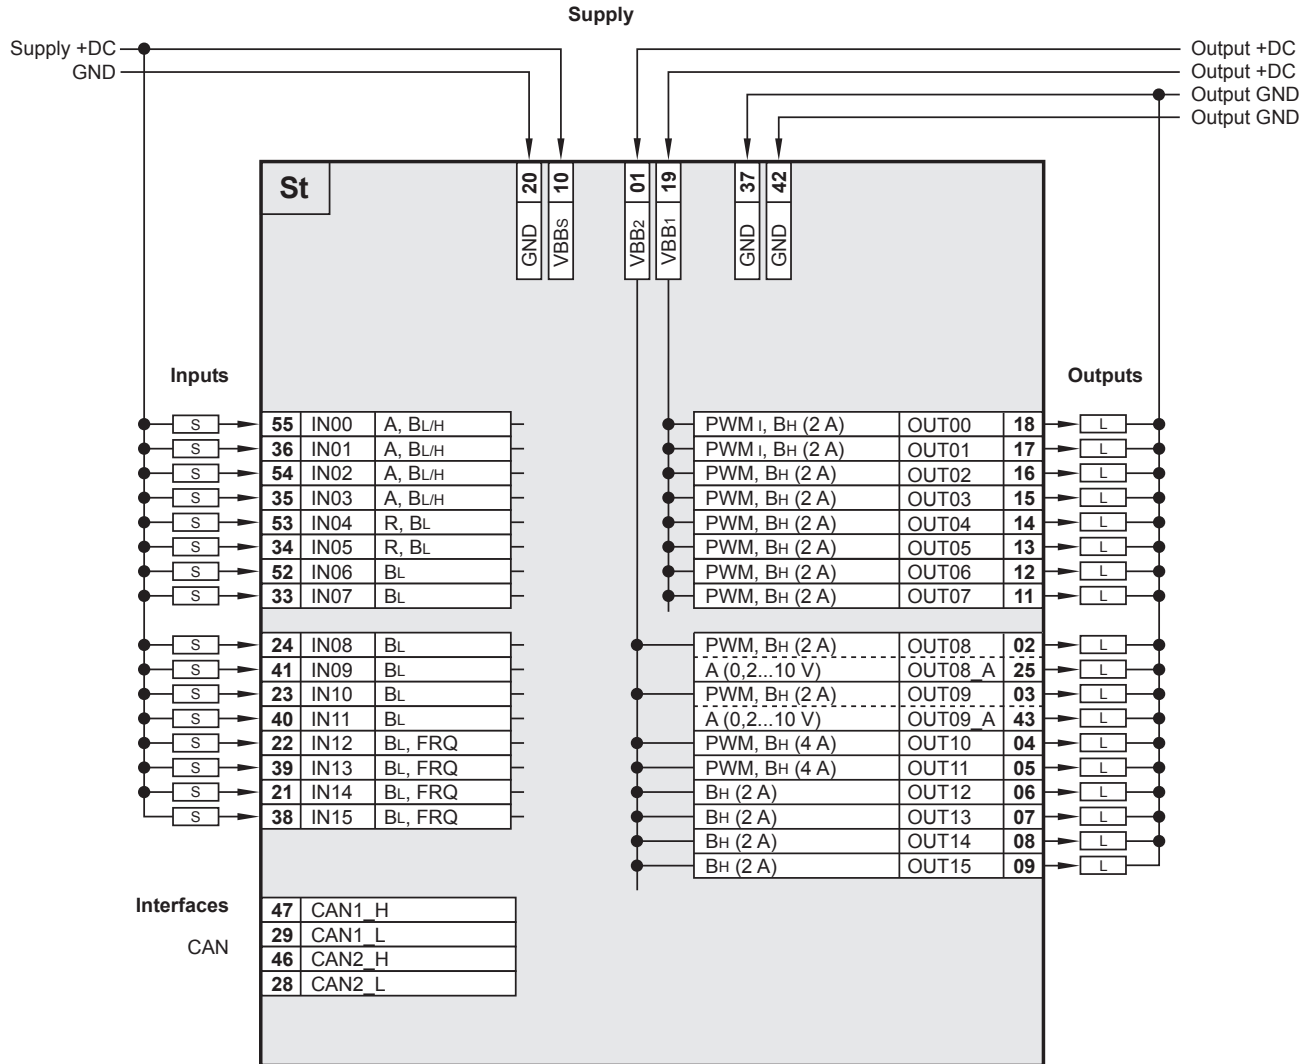 Supply
Supply +DC
GND
Output +DC
Output +DC
Output GND
Output GND
St
20 GND
10 VBBS
01 VBB2
19 VBB1
37 GND
42 GND
Inputs
Outputs
S 55 IN00 A, BL/H
S 36 IN01 A, BL/H
S 54 IN02 A, BL/H
S 35 IN03 A, BL/H
S 53 IN04 R, BL
S 34 IN05 R, BL
S 52 IN06 BL
S 33 IN07 BL
S 24 IN08 BL
S 41 IN09 BL
S 23 IN10 BL
S 40 IN11 BL
S 22 IN12 BL, FRQ
S 39 IN13 BL, FRQ
S 21 IN14 BL, FRQ
S 38 IN15 BL, FRQ
PWM I, BH (2 A) OUT00 18 L
PWM I, BH (2 A) OUT01 17 L
PWM, BH (2 A) OUT02 16 L
PWM, BH (2 A) OUT03 15 L
PWM, BH (2 A) OUT04 14 L
PWM, BH (2 A) OUT05 13 L
PWM, BH (2 A) OUT06 12 L
PWM, BH (2 A) OUT07 11 L
PWM, BH (2 A) OUT08 02 L
A (0,2...10 V) OUT08_A 25 L
PWM, BH (2 A) OUT09 03 L
A (0,2...10 V) OUT09_A 43 L
PWM, BH (4 A) OUT10 04 L
PWM, BH (4 A) OUT11 05 L
BH (2 A) OUT12 06 L
BH (2 A) OUT13 07 L
BH (2 A) OUT14 08 L
BH (2 A) OUT15 09 L
Interfaces
CAN
47 CAN1_H
29 CAN1_L
46 CAN2_H
28 CAN2_L